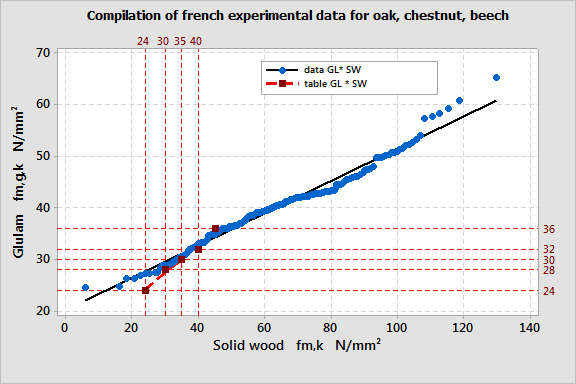 Compilation of french experimental data for oak, chestnut, beech
24 30 35 40
data GL* SW
table GL * SW
70
60
50
40
30
20
36
32
30
28
24
0 20 40 60 80 100 120 140
Glulam fm,g,k N/mm²
Solid wood fm,k N/mm²